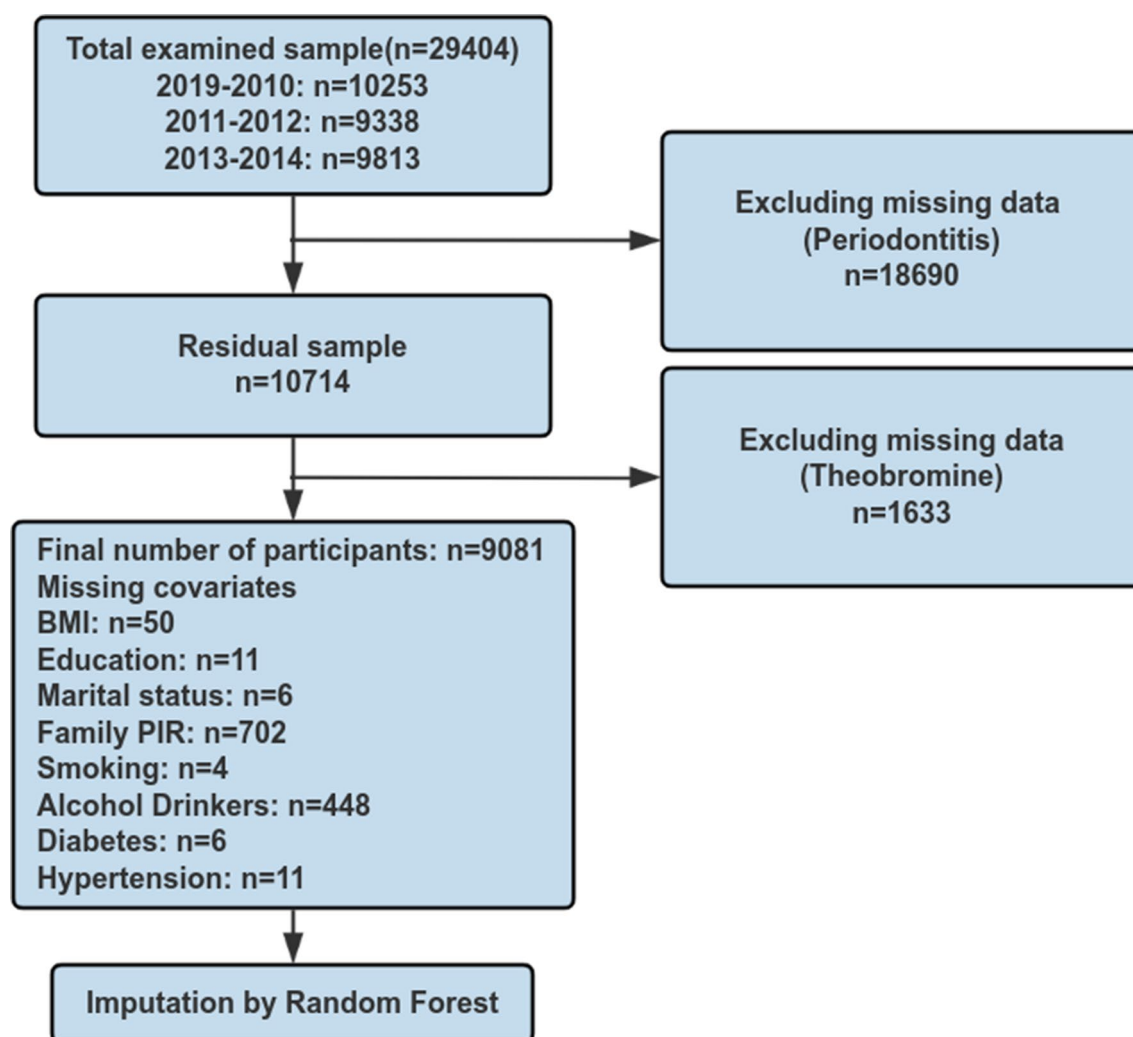 Total examined sample(n=29404)
2019-2010: n=10253
2011-2012: n=9338
2013-2014: n=9813
Excluding missing data
(Periodontitis)
n=18690
Residual sample
n=10714
Excluding missing data
(Theobromine)
n=1633
Final number of participants: n=9081
Missing covariates
BMI: n=50
Education: n=11
Marital status: n=6
Family PIR: n=702
Smoking: n=4
Alcohol Drinkers: n=448
Diabetes: n=6
Hypertension: n=11
Imputation by Random Forest